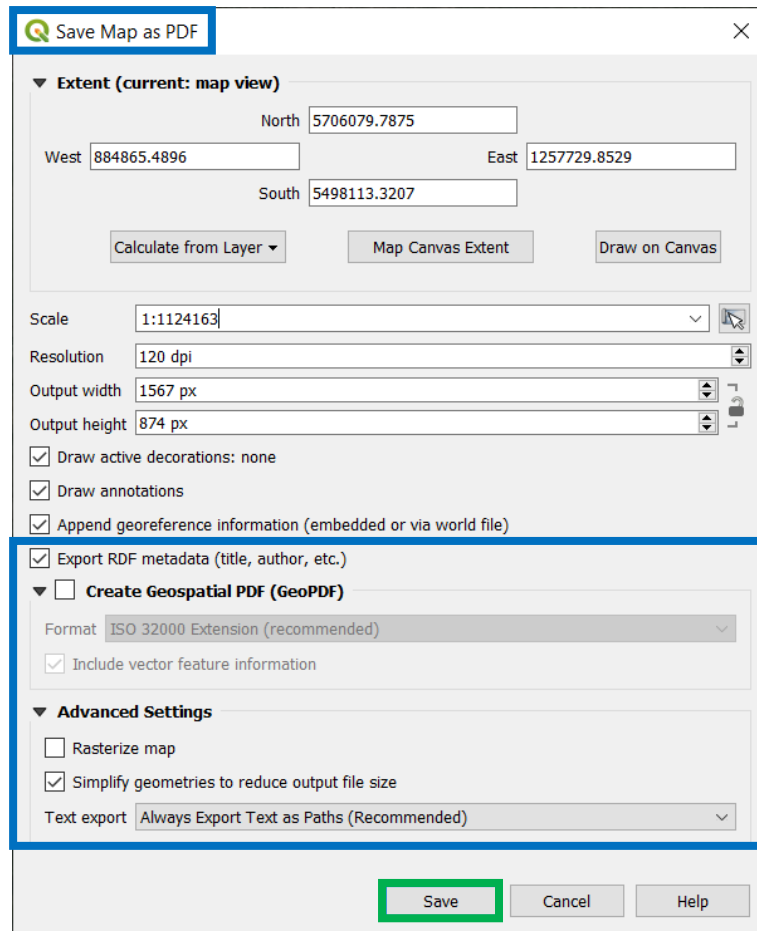 Save Map as PDF
Extent (current: map view)
North 5706079.7875
West 884865.4896 East 1257729.8529
South 5498113.3207
Calculate from Layer Map Canvas Extent Draw on Canvas
Scale 1:1124163
Resolution 120 dpi
Output width 1567 px
Output height 874 px
Draw active decorations: none
Draw annotations
Append georeference information (embedded or via world file)
Export RDF metadata (title, author, etc.)
Create Geospatial PDF (GeoPDF)
Format ISO 32000 Extension (recommended)
Include vector feature information
Advanced Settings
Rasterize map
Simplify geometries to reduce output file size
Text export Always Export Text as Paths (Recommended)
Save Cancel Help